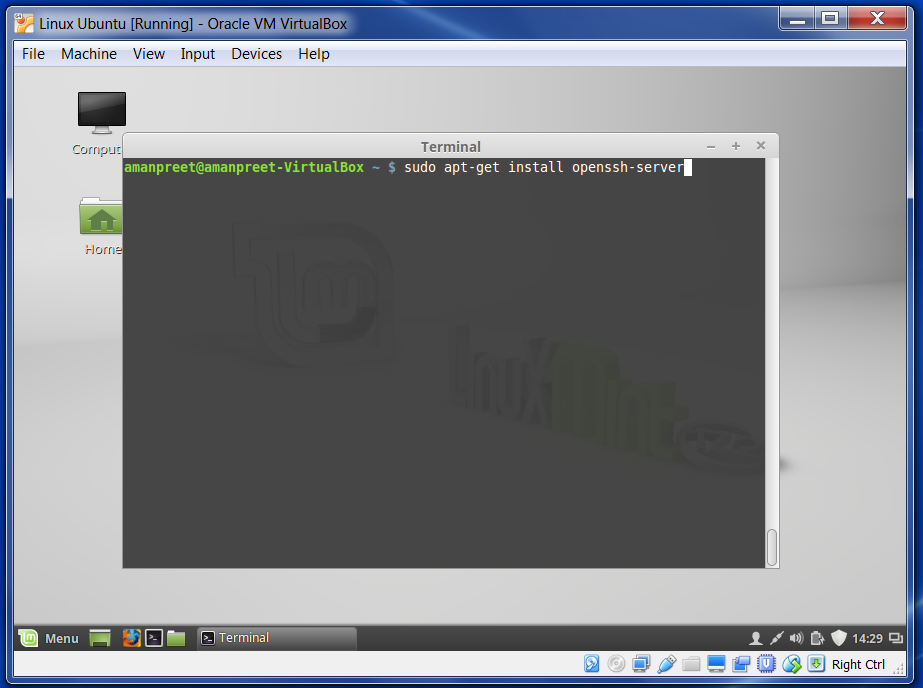 Linux Ubuntu [Running] - Oracle VM VirtualBox
File Machine View Input Devices Help
Comput
Terminal
amanpreet@amanpreet-VirtualBox ~ $ sudo apt-get install openssh-server
Home
LinuxMint
Menu
Terminal
14:29
Right Ctrl